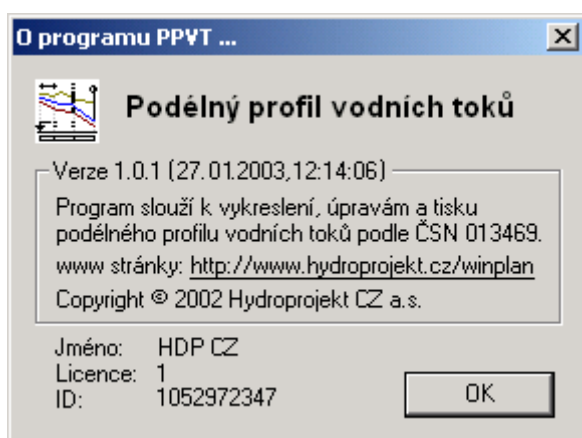 O programu PPVT ...
Podélný profil vodních toků
Verze 1.0.1 (27.01.2003,12:14:06)
Program slouží k vykreslení, úpravám a tisku
podélného profilu vodních toků podle ČSN 013469.
www stránky: http://www.hydroprojekt.cz/winplan
Copyright © 2002 Hydroprojekt CZ a.s.
Jméno: HDP CZ
Licence: 1
ID: 1052972347
OK